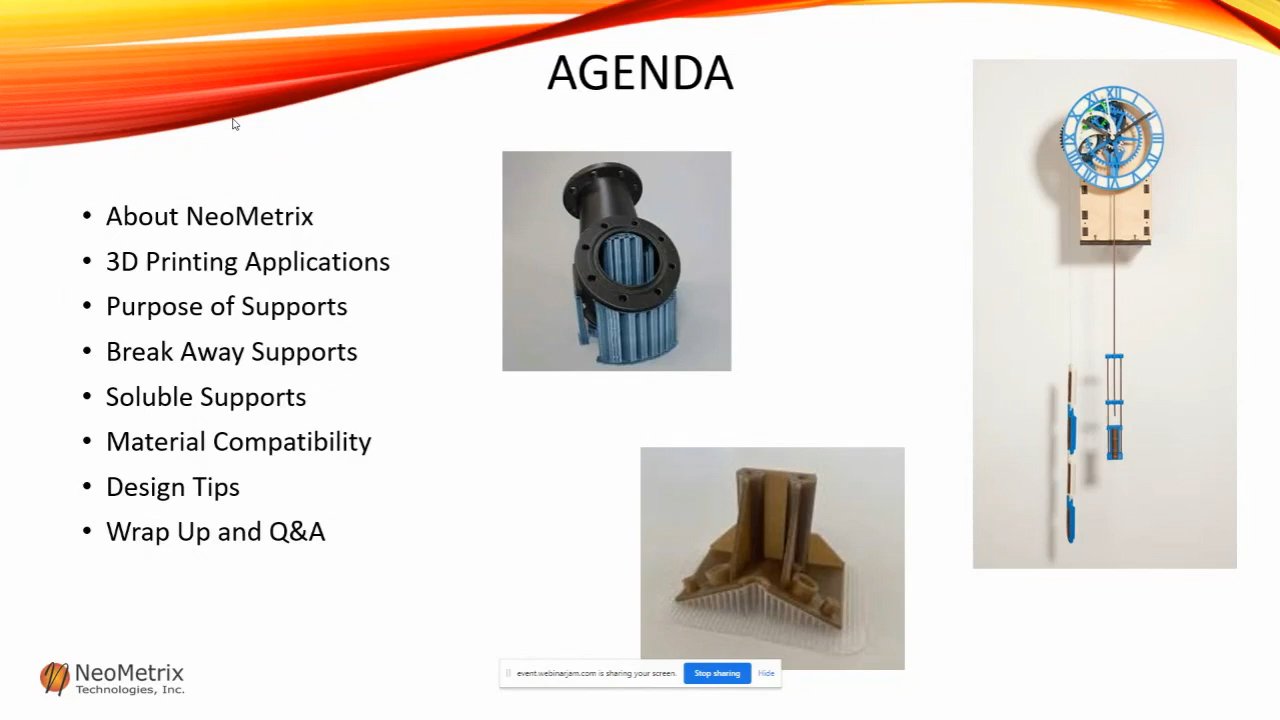 AGENDA
• About NeoMetrix
• 3D Printing Applications
• Purpose of Supports
• Break Away Supports
• Soluble Supports
• Material Compatibility
• Design Tips
• Wrap Up and Q&A
NeoMetrix
Technologies, Inc.
event.webinarjam.com is sharing your screen. Stop sharing Hide